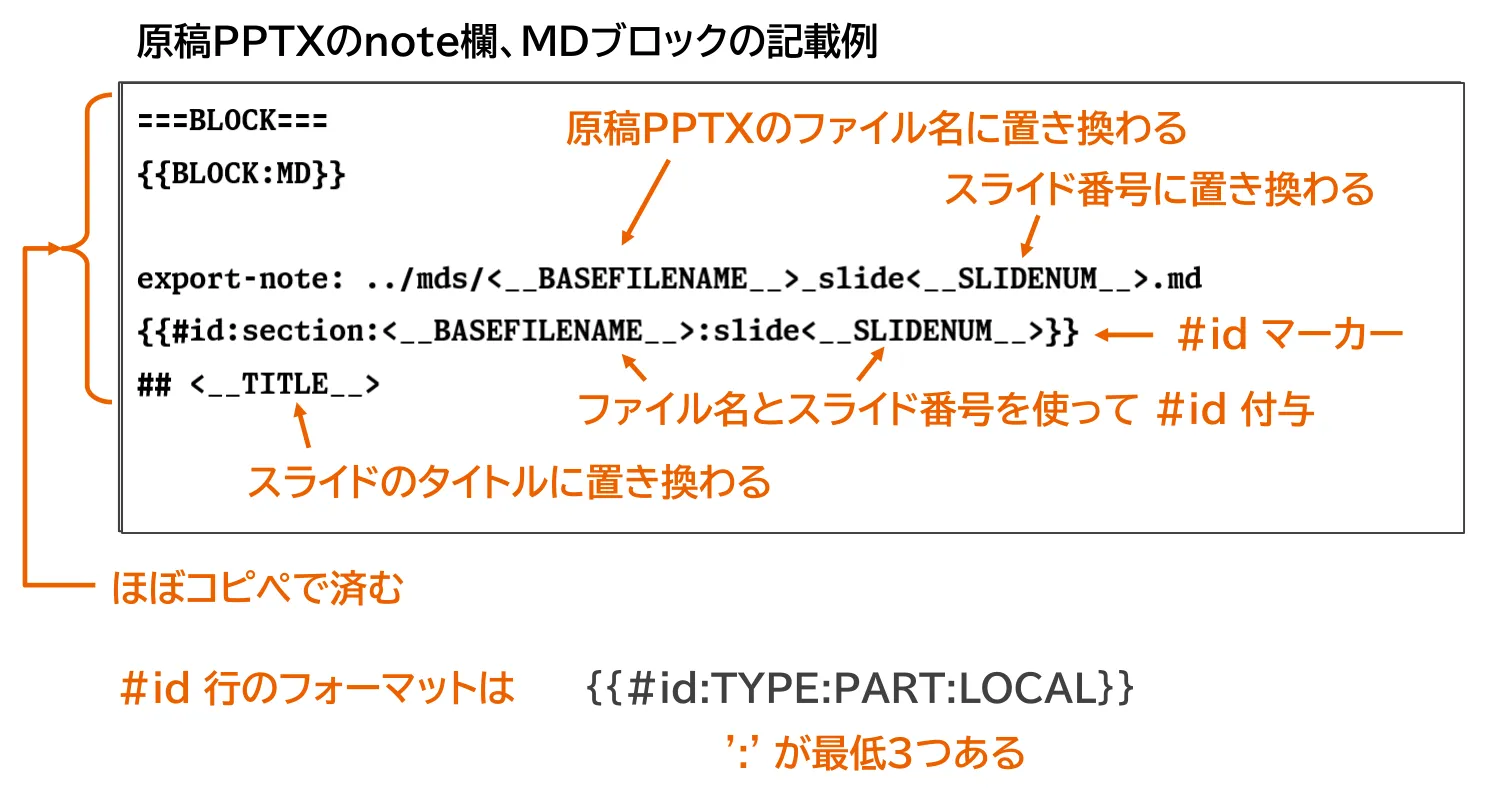 原稿PPTXのnote欄、MDブロックの記載例
===BLOCK===
原稿PPTXのファイル名に置き換わる
{{BLOCK:MD}}
スライド番号に置き換わる
export-note: ../mds/<__BASEFILENAME__>_slide<__SLIDENUM__>.md
{{#id:section:<__BASEFILENAME__>:slide<__SLIDENUM__>}}
#id マーカー
## <__TITLE__>
ファイル名とスライド番号を使って #id 付与
スライドのタイトルに置き換わる
ほぼコピペで済む
#id 行のフォーマットは {{#id:TYPE:PART:LOCAL}}
’:’ が最低3つある